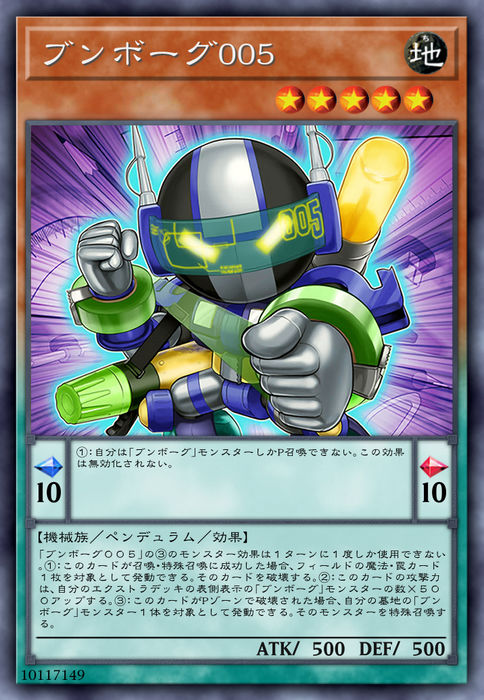 ブンボーグ005
ち
地
005
①:自分は「ブンボーグ」モンスターしかP召喚できない。この効果
は無効化されない。
10
10
【機械族／ペンデュラム／効果】
「ブンボーグ００５」の③のモンスター効果は１ターンに１度しか使用できない
。①:このカードが召喚・特殊召喚に成功した場合、フィールドの魔法・罠カード
１枚を対象として発動できる。そのカードを破壊する。②:このカードの攻撃力
は、自分のエクストラデッキの表側表示の「ブンボーグ」モンスターの数×５０
０アップする。③:このカードがPゾーンで破壊された場合、自分の墓地の「ブン
ボーグ」モンスター１体を対象として発動できる。そのモンスターを特殊召喚す
る。
ATK/ 500 DEF/ 500
10117149